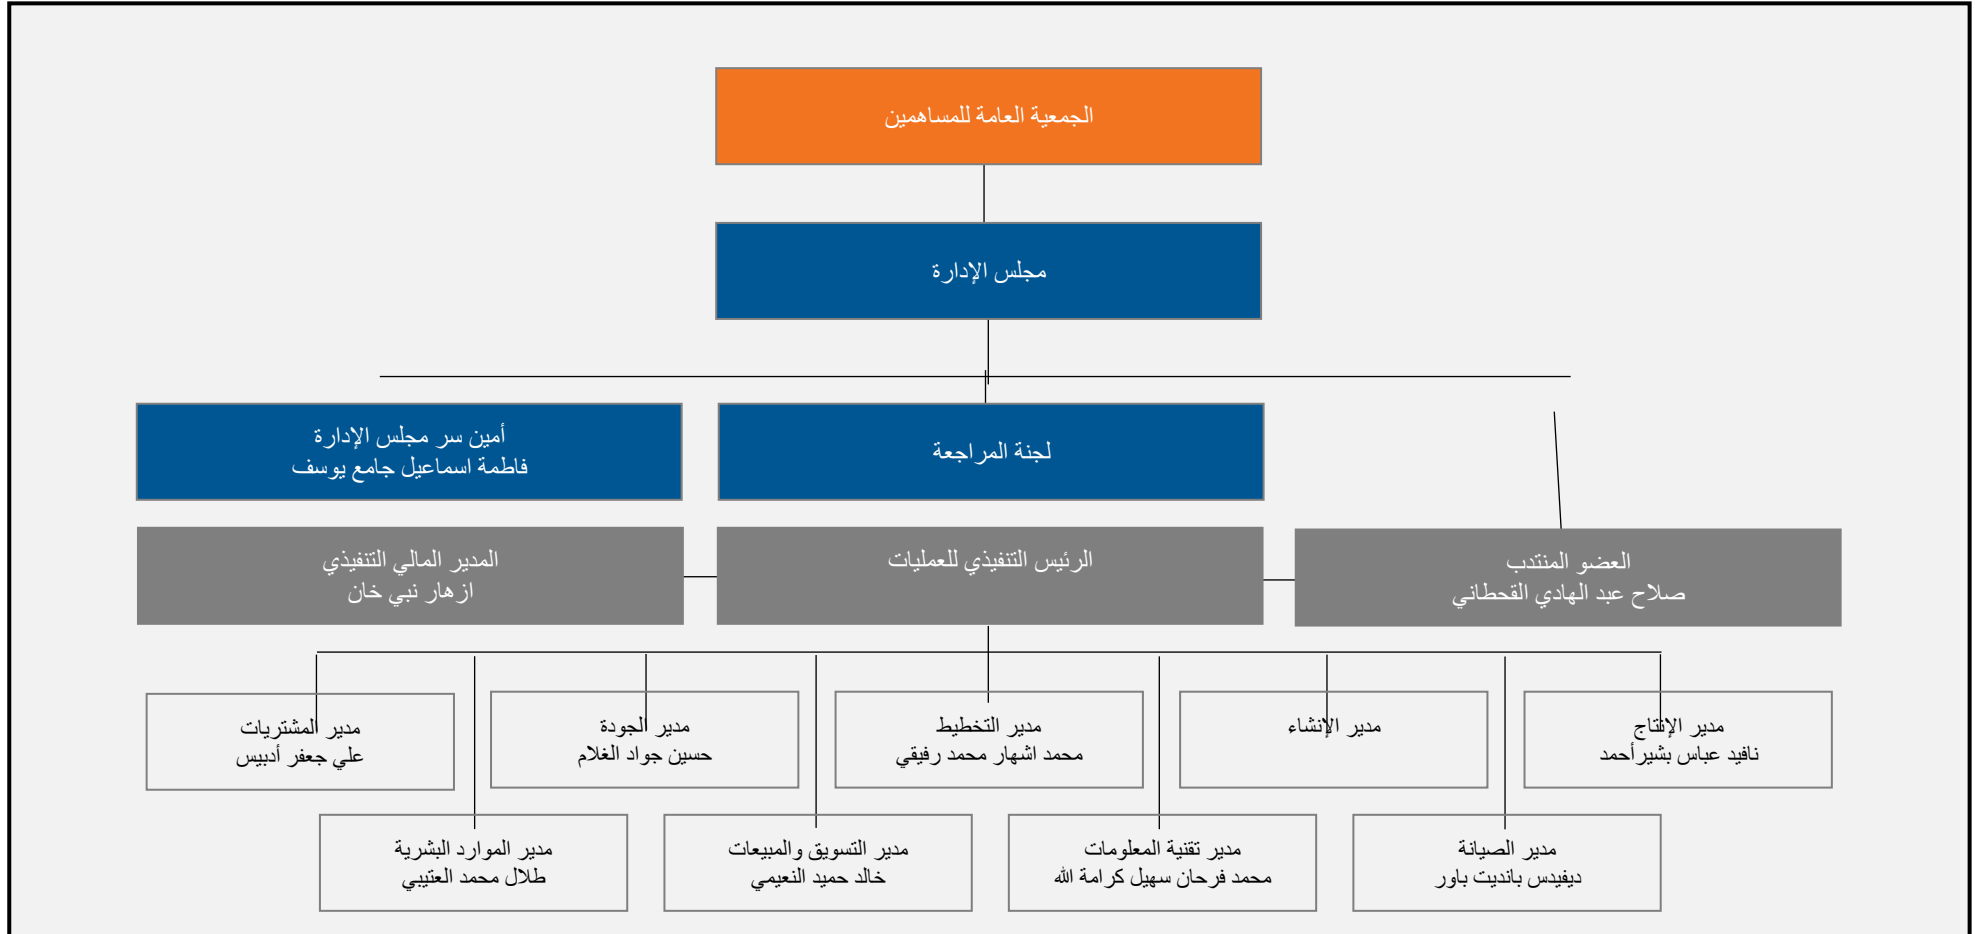 الجمعية العامة للمساهمين
مجلس الإدارة
لجنة المراجعة
أمين سر مجلس الإدارة
فاطمة اسماعيل جامع يوسف
العضو المنتدب
صلاح عبد الهادي القحطاني
الرئيس التنفيذي للعمليات
المدير المالي التنفيذي
ازهار نبي خان
مدير الإنتاج
نافيد عباس بشيرأحمد
مدير الإنشاء
مدير التخطيط
محمد اشهار محمد رفيقي
مدير الجودة
حسين جواد الغلام
مدير المشتريات
علي جعفر أدبيس
مدير الصيانة
ديفيدس بانديت باور
مدير تقنية المعلومات
محمد فرحان سهيل كرامة الله
مدير التسويق والمبيعات
خالد حميد النعيمي
مدير الموارد البشرية
طلال محمد العتيبي